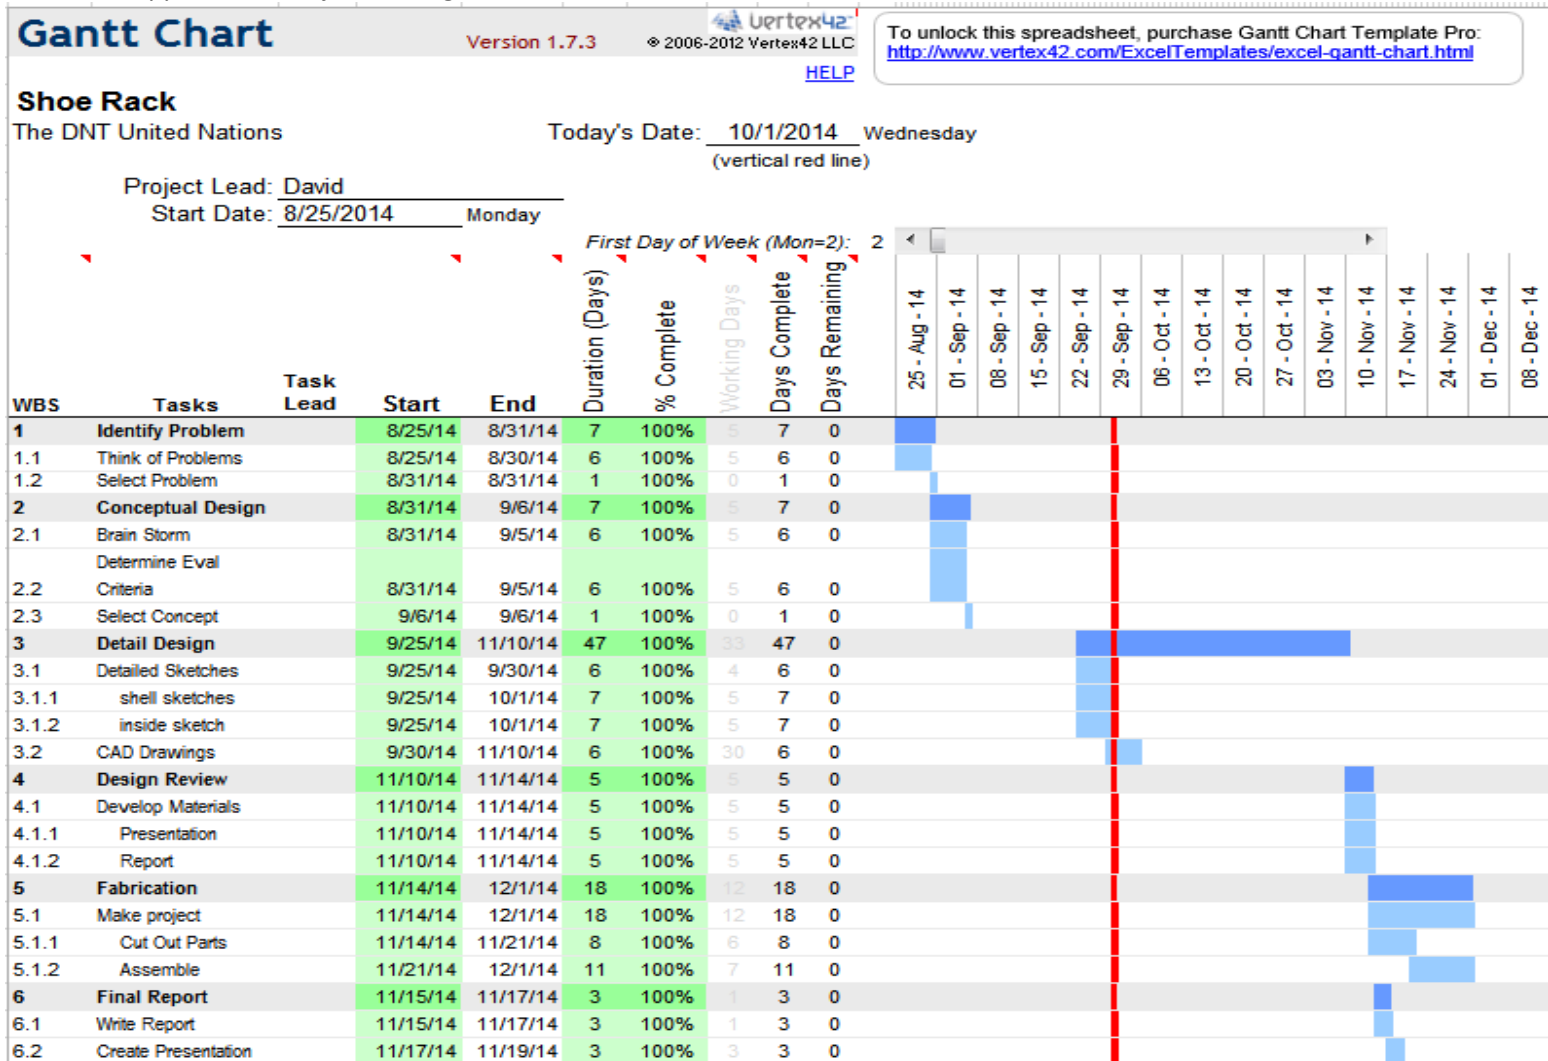 Gantt Chart
Version 1.7.3
vertex42
© 2006-2012 Vertex42 LLC
HELP
To unlock this spreadsheet, purchase Gantt Chart Template Pro:
http://www.vertex42.com/ExcelTemplates/excel-gantt-chart.html
Shoe Rack
The DNT United Nations
Today's Date: 10/1/2014 Wednesday
(vertical red line)
Project Lead: David
Start Date: 8/25/2014 Monday
First Day of Week (Mon=2): 2
WBS Tasks Task Lead Start End Duration (Days) % Complete Working Days Days Complete Days Remaining 25 - Aug - 14 01 - Sep - 14 08 - Sep - 14 15 - Sep - 14 22 - Sep - 14 29 - Sep - 14 06 - Oct - 14 13 - Oct - 14 20 - Oct - 14 27 - Oct - 14 03 - Nov - 14 10 - Nov - 14 17 - Nov - 14 24 - Nov - 14 01 - Dec - 14 08 - Dec - 14
1 Identify Problem 8/25/14 8/31/14 7 100% 5 7 0
1.1 Think of Problems 8/25/14 8/30/14 6 100% 5 6 0
1.2 Select Problem 8/31/14 8/31/14 1 100% 0 1 0
2 Conceptual Design 8/31/14 9/6/14 7 100% 5 7 0
2.1 Brain Storm 8/31/14 9/5/14 6 100% 5 6 0
Determine Eval
2.2 Criteria 8/31/14 9/5/14 6 100% 5 6 0
2.3 Select Concept 9/6/14 9/6/14 1 100% 0 1 0
3 Detail Design 9/25/14 11/10/14 47 100% 33 47 0
3.1 Detailed Sketches 9/25/14 9/30/14 6 100% 4 6 0
3.1.1 shell sketches 9/25/14 10/1/14 7 100% 5 7 0
3.1.2 inside sketch 9/25/14 10/1/14 7 100% 5 7 0
3.2 CAD Drawings 9/30/14 11/10/14 6 100% 30 6 0
4 Design Review 11/10/14 11/14/14 5 100% 5 5 0
4.1 Develop Materials 11/10/14 11/14/14 5 100% 5 5 0
4.1.1 Presentation 11/10/14 11/14/14 5 100% 5 5 0
4.1.2 Report 11/10/14 11/14/14 5 100% 5 5 0
5 Fabrication 11/14/14 12/1/14 18 100% 12 18 0
5.1 Make project 11/14/14 12/1/14 18 100% 12 18 0
5.1.1 Cut Out Parts 11/14/14 11/21/14 8 100% 6 8 0
5.1.2 Assemble 11/21/14 12/1/14 11 100% 7 11 0
6 Final Report 11/15/14 11/17/14 3 100% 1 3 0
6.1 Write Report 11/15/14 11/17/14 3 100% 1 3 0
6.2 Create Presentation 11/17/14 11/19/14 3 100% 3 3 0